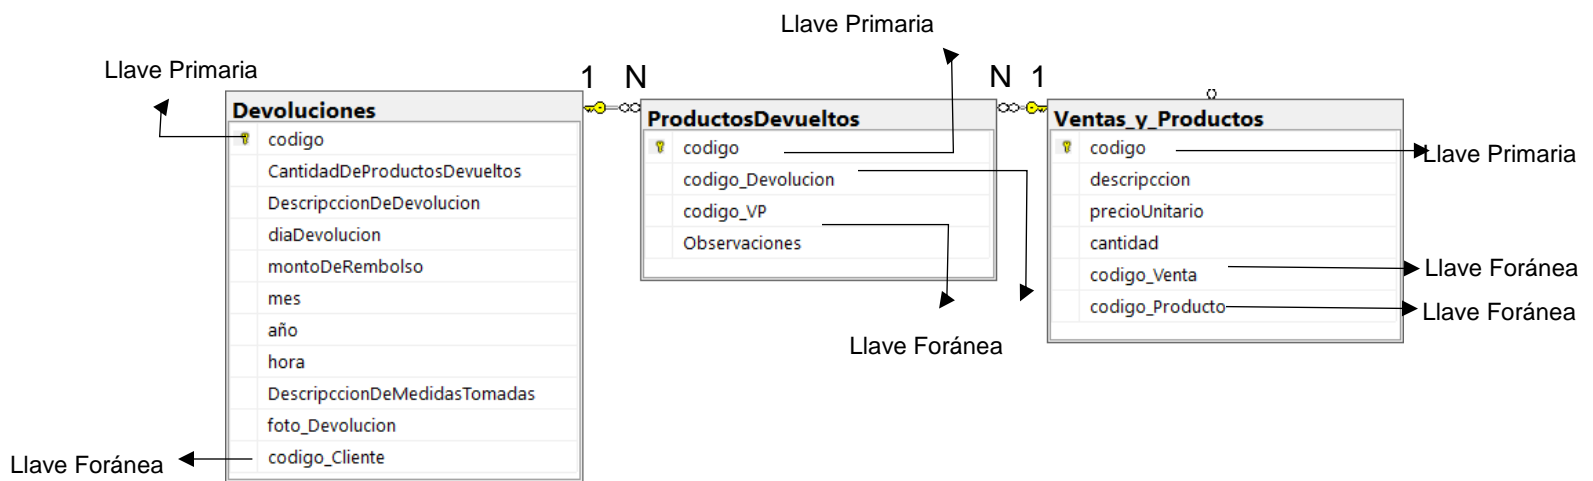 Llave Primaria
Llave Primaria
1 N
N 1
Devoluciones
codigo
CantidadDeProductosDevueltos
DescripccionDeDevolucion
diaDevolucion
montoDeRembolso
mes
año
hora
DescripccionDeMedidasTomadas
foto_Devolucion
codigo_Cliente
Llave Foránea
ProductosDevueltos
codigo
codigo_Devolucion
codigo_VP
Observaciones
Llave Foránea
Ventas_y_Productos
codigo
descripccion
precioUnitario
cantidad
codigo_Venta
codigo_Producto
Llave Primaria
Llave Foránea
Llave Foránea